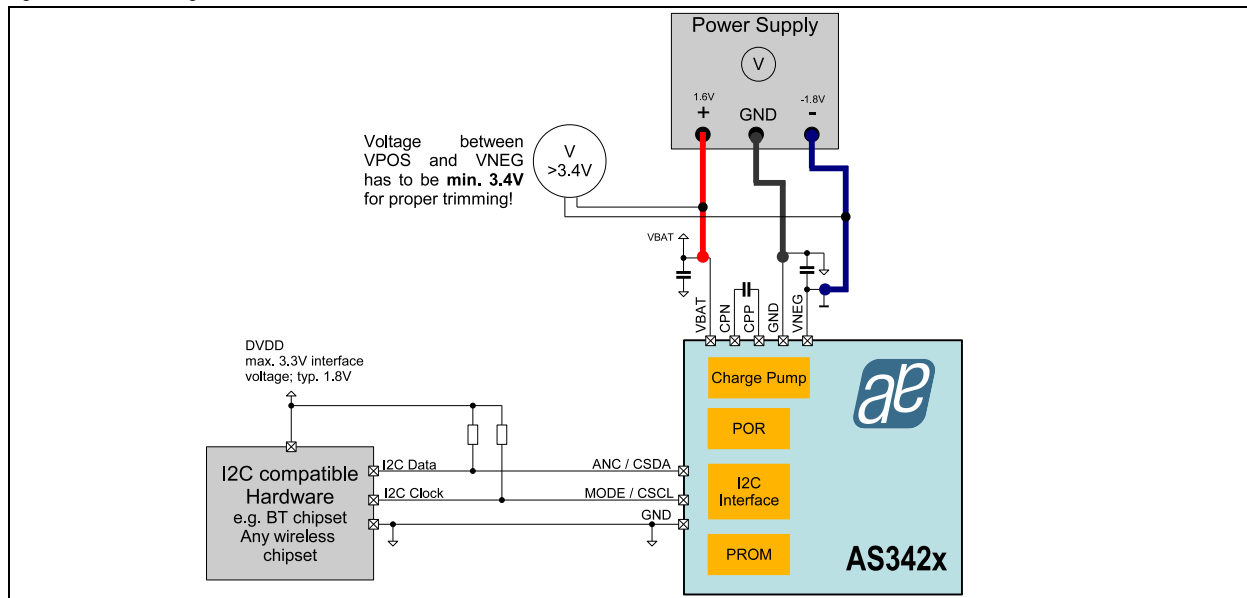 Power Supply
V
1.6V
-1.8V
+
GND
-
Voltage between
VPOS and VNEG
has to be min. 3.4V
for proper trimming!
V
>3.4V
VBAT
VBAT
CPN
CPP
GND
VNEG
DVDD
max. 3.3V interface
voltage; typ. 1.8V
Charge Pump
POR
I2C
Interface
PROM
AS342x
I2C compatible
Hardware
e.g. BT chipset
Any wireless
chipset
I2C Data
ANC / CSDA
I2C Clock
MODE / CSCL
GND